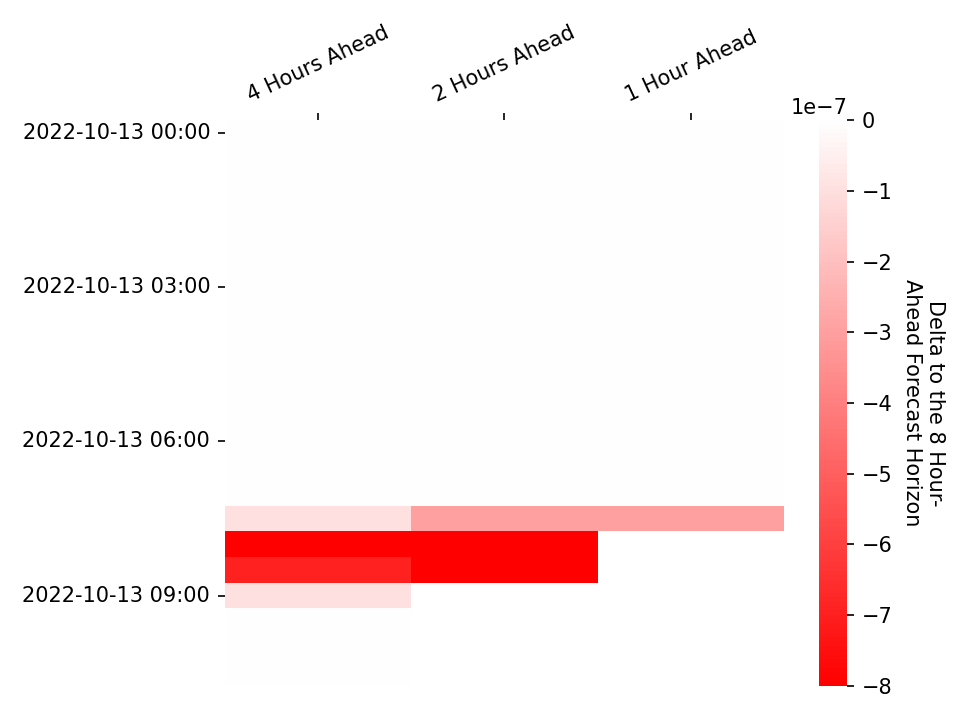 4 Hours Ahead
2 Hours Ahead
1 Hour Ahead
1e−7
2022-10-13 00:00
2022-10-13 03:00
2022-10-13 06:00
2022-10-13 09:00
0
−1
−2
−3
−4
−5
−6
−7
−8
Delta to the 8 Hour-
Ahead Forecast Horizon